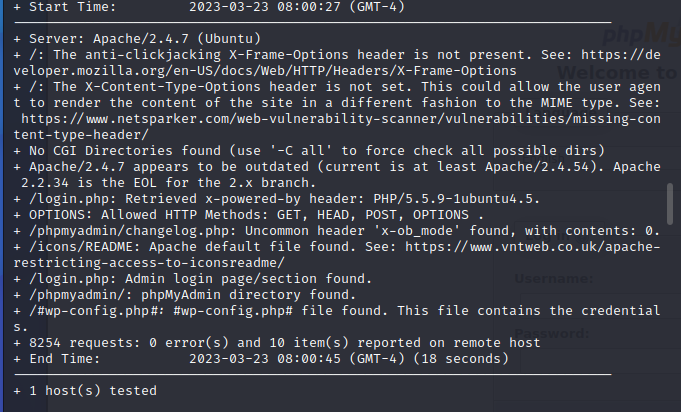 + Start Time:          2023-03-23 08:00:27 (GMT-4)
---------------------------------------------------------------------------
+ Server: Apache/2.4.7 (Ubuntu)
+ /: The anti-clickjacking X-Frame-Options header is not present. See: https://de
veloper.mozilla.org/en-US/docs/Web/HTTP/Headers/X-Frame-Options
+ /: The X-Content-Type-Options header is not set. This could allow the user agen
t to render the content of the site in a different fashion to the MIME type. See:
 https://www.netsparker.com/web-vulnerability-scanner/vulnerabilities/missing-con
tent-type-header/
+ No CGI Directories found (use '-C all' to force check all possible dirs)
+ Apache/2.4.7 appears to be outdated (current is at least Apache/2.4.54). Apache
 2.2.34 is the EOL for the 2.x branch.
+ /login.php: Retrieved x-powered-by header: PHP/5.5.9-1ubuntu4.5.
+ OPTIONS: Allowed HTTP Methods: GET, HEAD, POST, OPTIONS .
+ /phpmyadmin/changelog.php: Uncommon header 'x-ob_mode' found, with contents: 0.
+ /icons/README: Apache default file found. See: https://www.vntweb.co.uk/apache-
restricting-access-to-iconsreadme/
+ /login.php: Admin login page/section found.
+ /phpmyadmin/: phpMyAdmin directory found.
+ /#wp-config.php#: #wp-config.php# file found. This file contains the credential
s.
+ 8254 requests: 0 error(s) and 10 item(s) reported on remote host
+ End Time:            2023-03-23 08:00:45 (GMT-4) (18 seconds)
---------------------------------------------------------------------------
+ 1 host(s) tested
phpMy
Welcome to
Username:
Password: